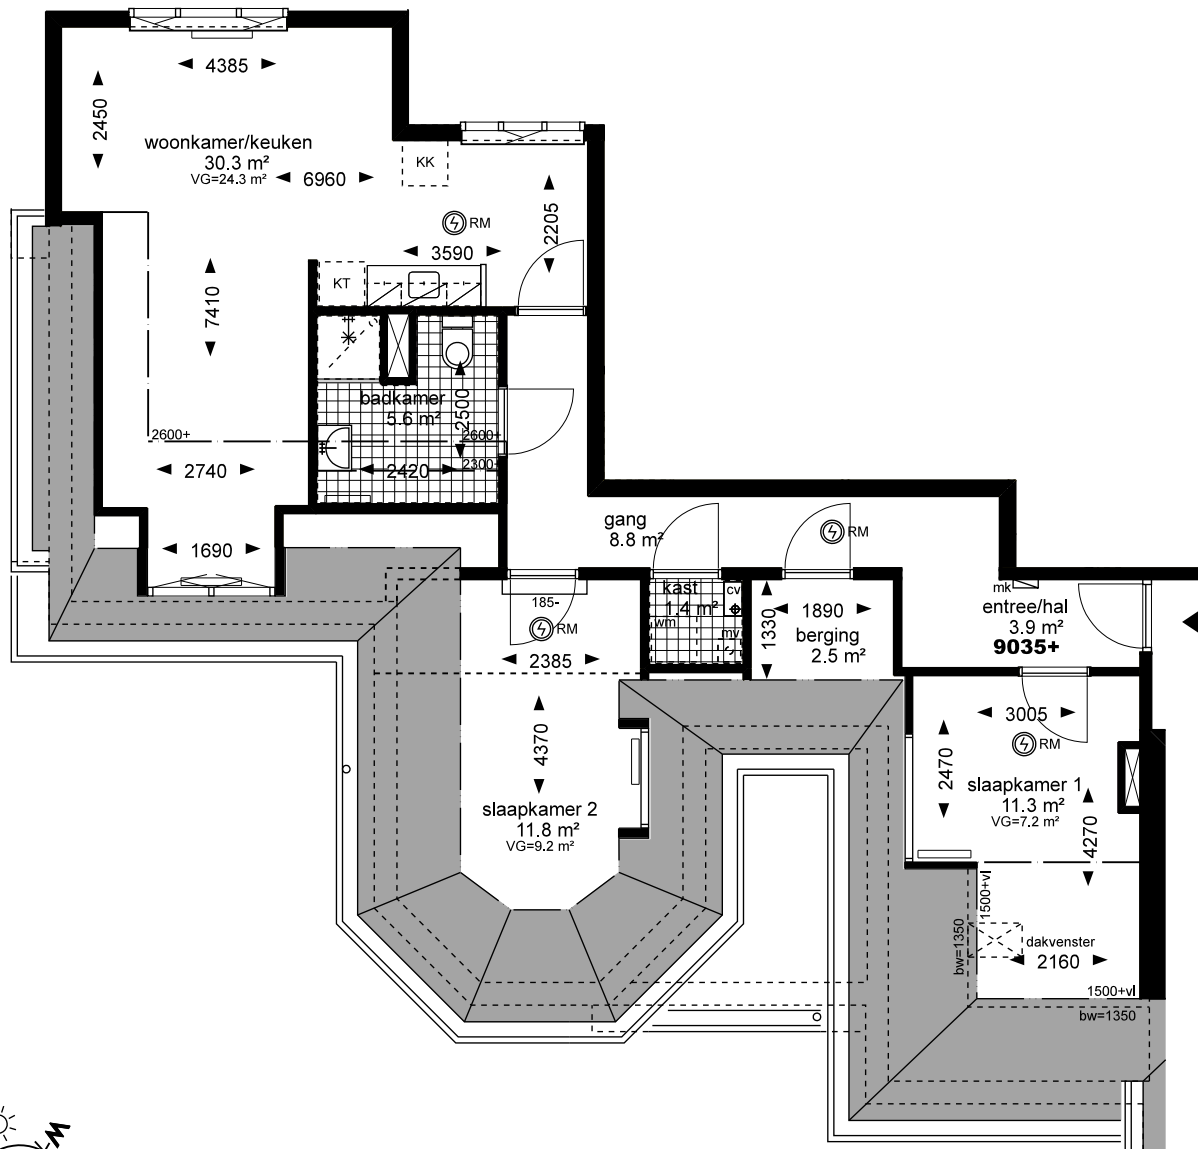 4385
2450
woonkamer/keuken
30.3 m²
VG=24.3 m²
6960
KK
RM
2205
3590
KT
7410
badkamer
5.6 m²
2500
2600+
2600+
2300-
2740
2420
1690
gang
8.8 m²
RM
185-
RM
2385
kast
1.4 m²
cv
wm
mv
1330
1890
berging
2.5 m²
mk
entree/hal
3.9 m²
9035+
4370
slaapkamer 2
11.8 m²
VG=9.2 m²
3005
RM
2470
slaapkamer 1
11.3 m²
VG=7.2 m²
4270
1500+vl
bw=1350
dakvenster
2160
1500+vl
bw=1350
W